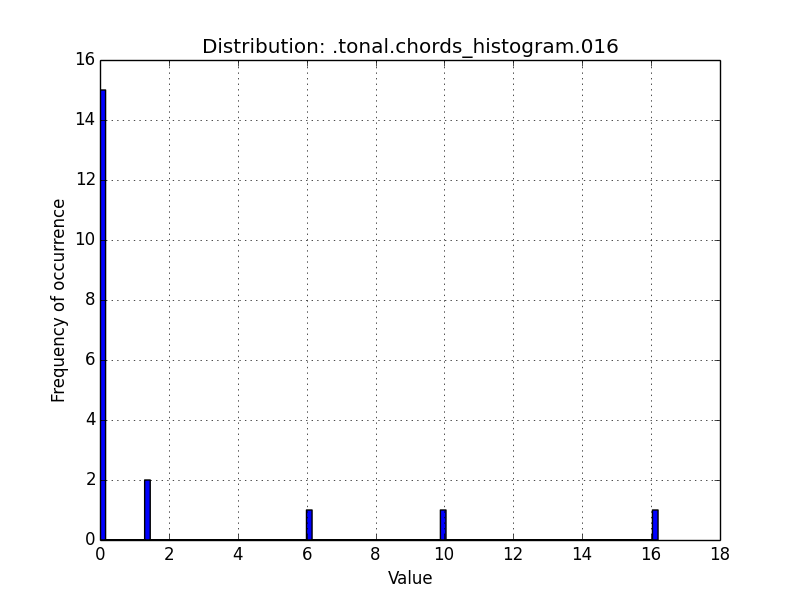 Distribution: .tonal.chords_histogram.016
16
14
12
10
8
6
4
2
0
Frequency of occurrence
0 2 4 6 8 10 12 14 16 18
Value